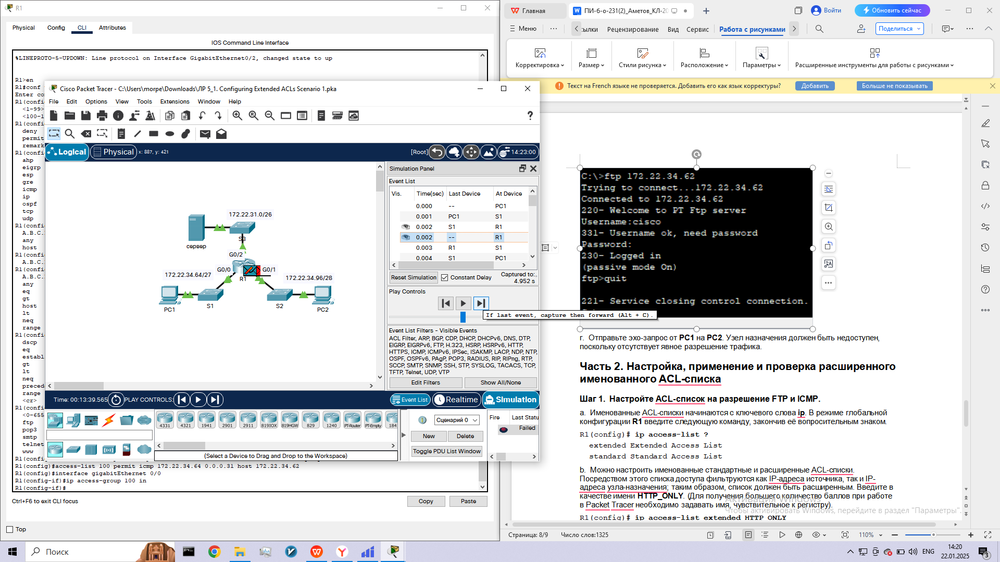 R1
Physical Config CLI Attributes
IOS Command Line Interface
%LINEPROTO-5-UPDOWN: Line protocol on Interface GigabitEthernet0/2, changed state to up
R1>en
R1#conf
Enter co
R1(config
<1-99>
<100-1
R1(config
deny
permit
remark
R1(config
ahp
eigrp
esp
gre
icmp
ip
ospf
tcp
udp
R1(config
A.B.C.
any
host
R1(config
A.B.C.
R1(config
A.B.C.
any
eq
gt
host
lt
neq
range
R1(config
dscp
eq
establ
gt
lt
neq
preced
range
<cr>
R1(config
<0-655
ftp
pop3
smtp
telnet
www
R1(config
R1(config)#access-list 100 permit icmp 172.22.34.64 0.0.0.31 host 172.22.34.62
R1(config)#interface gigabitEthernet 0/0
R1(config-if)#ip access-group 100 in
R1(config-if)#
Ctrl+F6 to exit CLI focus
Copy Paste
Top
Cisco Packet Tracer - C:\Users\morpe\Downloads\ЛР 5_1. Configuring Extended ACLs Scenario 1.pka
File Edit Options View Tools Extensions Window Help
Logical Physical x: 887, y: 421
[Root] 14:23:00
172.22.31.0/26
сервер
S3
G0/2
172.22.34.64/27
G0/0
G0/1
R1
172.22.34.96/28
PC1
S1
S2
PC2
Simulation Panel
Event List
Vis. Time(sec) Last Device At Device
0.000 -- PC1
0.001 PC1 S1
0.002 S1 R1
0.002 -- R1
0.003 R1 S1
0.004 S1 PC1
Reset Simulation Constant Delay Captured to:
4.952 s
Play Controls
If last event, capture then forward (Alt + C).
Event List Filters - Visible Events
ACL Filter, ARP, BGP, CDP, DHCP, DHCPv6, DNS, DTP,
EIGRP, EIGRPv6, FTP, H.323, HSRP, HSRPv6, HTTP,
HTTPS, ICMP, ICMPv6, IPSec, ISAKMP, LACP, NDP, NTP,
OSPF, OSPFv6, PAgP, POP3, RADIUS, RIP, RIPng, RTP,
SCCP, SMTP, SNMP, SSH, STP, SYSLOG, TACACS, TCP,
TFTP, Telnet, UDP, VTP
Edit Filters Show All/None
Time: 00:13:39.565 PLAY CONTROLS:
Event List Realtime Simulation
4331 4321 1941 2901 2911 819IOX 819HGW 829 1240 PT-Router PT-Empty 184
(Select a Device to Drag and Drop to the Workspace)
Сценарий 0
New Delete
Toggle PDU List Window
Fire Last Statu
Failed
Главная
ПИ-б-о-231(2)_Аметов_КЛ-20
Войти
Обновить сейчас
Меню
сылки Рецензирование Вид Сервис Работа с рисунками
Поделиться
Корректировка Размер Стили рисунка Расположение Параметры Расширенные инструменты для работы с рисунками
Текст на French языке не проверяется. Добавить его как язык корректуры? Добавить Больше не показывать
C:\>ftp 172.22.34.62
Trying to connect...172.22.34.62
Connected to 172.22.34.62
220- Welcome to PT Ftp server
Username:cisco
331- Username ok, need password
Password:
230- Logged in
(passive mode On)
ftp>quit
221- Service closing control connection.
г. Отправьте эхо-запрос от PC1 на PC2. Узел назначения должен быть недоступен,
поскольку отсутствует явное разрешение трафика.
Часть 2. Настройка, применение и проверка расширенного
именованного ACL-списка
Шаг 1. Настройте ACL-список на разрешение FTP и ICMP.
a. Именованные ACL-списки начинаются с ключевого слова ip. В режиме глобальной
конфигурации R1 введите следующую команду, закончив её вопросительным знаком.
R1(config)# ip access-list ?
extended Extended Access List
standard Standard Access List
b. Можно настроить именованные стандартные и расширенные ACL-списки.
Посредством этого списка доступа фильтруются как IP-адреса источника, так и IP-
адреса узла-назначения; таким образом, список должен быть расширенным. Введите в
качестве имени HTTP_ONLY. (Для получения большего количество баллов при работе
в Packet Tracer необходимо задавать имя, чувствительное к регистру).
R1(config)# ip access-list extended HTTP_ONLY
Активация Windows
Чтобы активировать Windows, перейдите в раздел "Параметры".
Страница: 8/9 Число слов:1325
110%
Поиск
ENG
14:20
22.01.2025
3